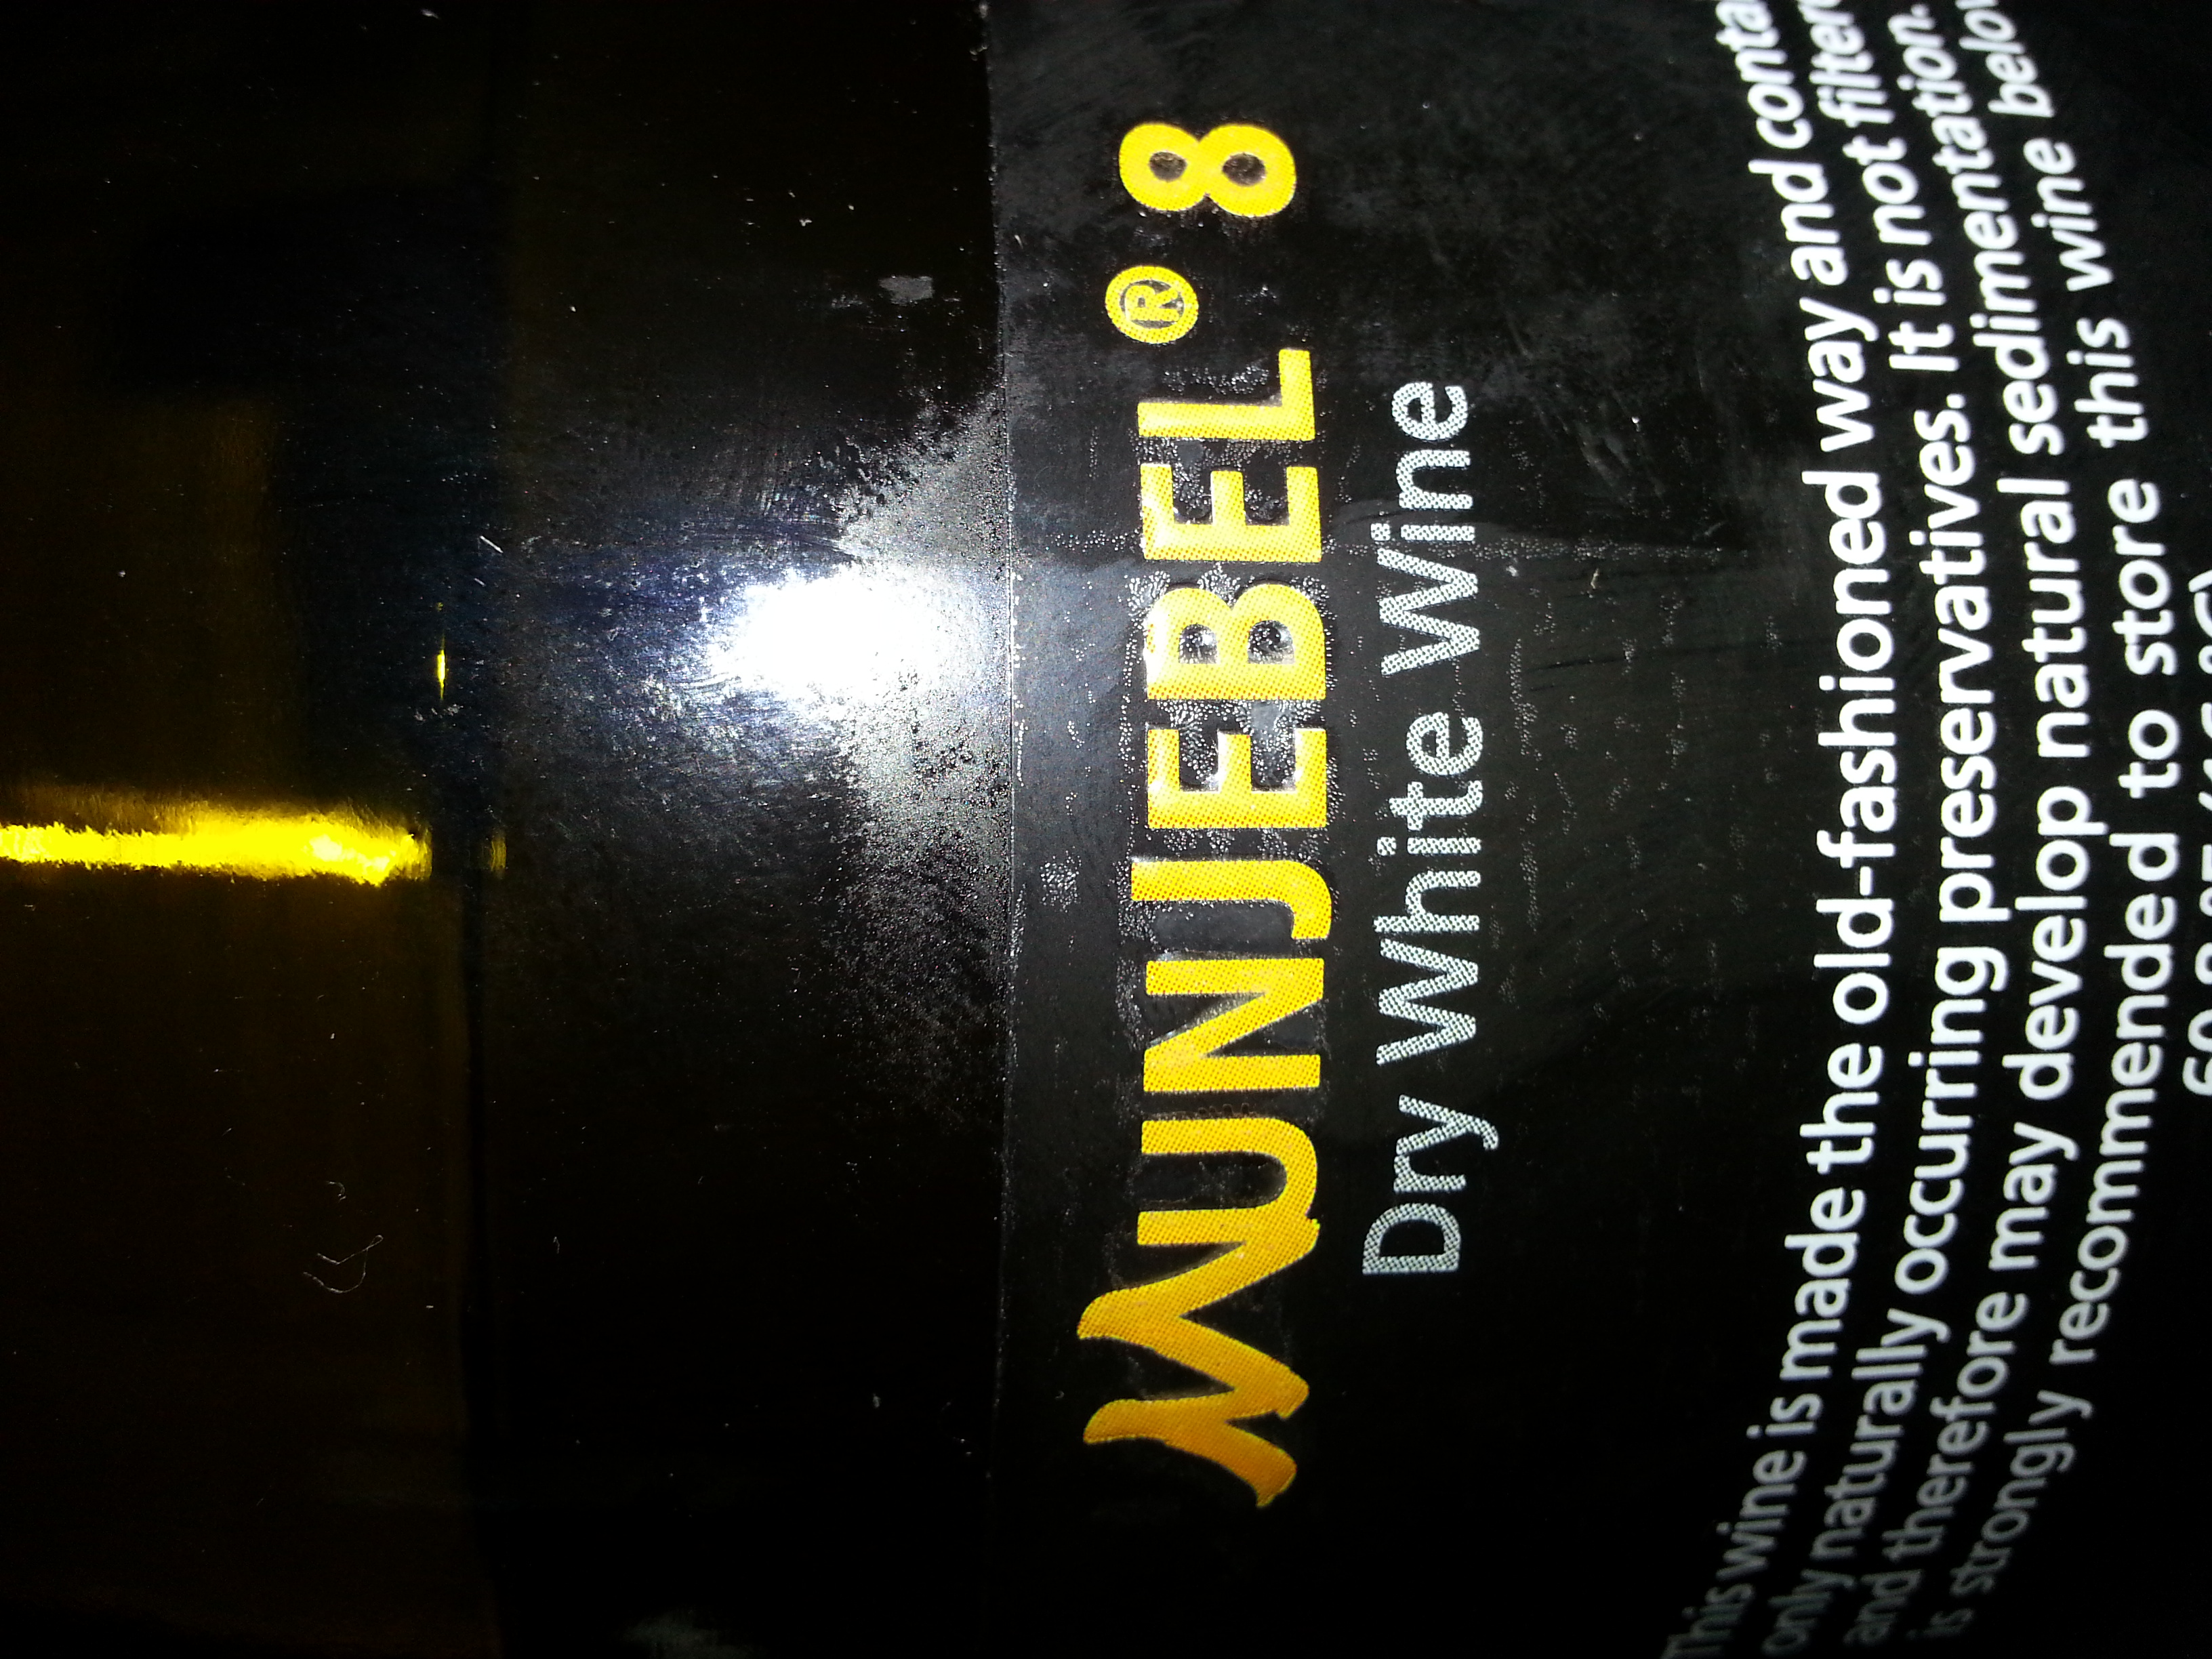 MUNJEBEL® 8
Dry White Wine
This wine is made the old-fashioned way and conta
only naturally occurring preservatives. It is not filter
and therefore may develop natural sedimentation.
is strongly recommended to store this wine below